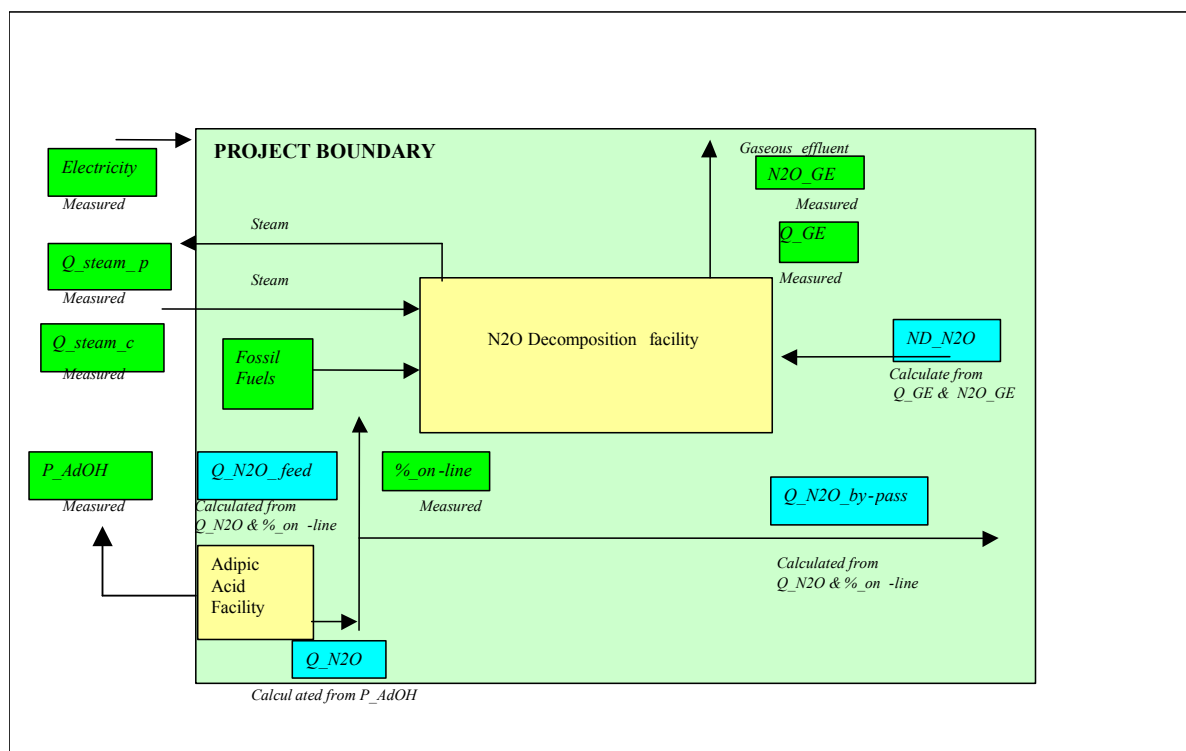 PROJECT BOUNDARY
Electricity
Measured
Gaseous effluent
N2O_GE
Measured
Q_GE
Measured
Steam
Q_steam_p
Measured
Steam
Q_steam_c
Measured
N2O Decomposition facility
Fossil
Fuels
ND_N2O
Calculate from
Q_GE & N2O_GE
P_AdOH
Measured
Q_N2O_feed
Calculated from
Q_N2O & %_on -line
%_on -line
Measured
Q_N2O_by-pass
Calculated from
Q_N2O & %_on -line
Adipic
Acid
Facility
Q_N2O
Calcul ated from P_AdOH